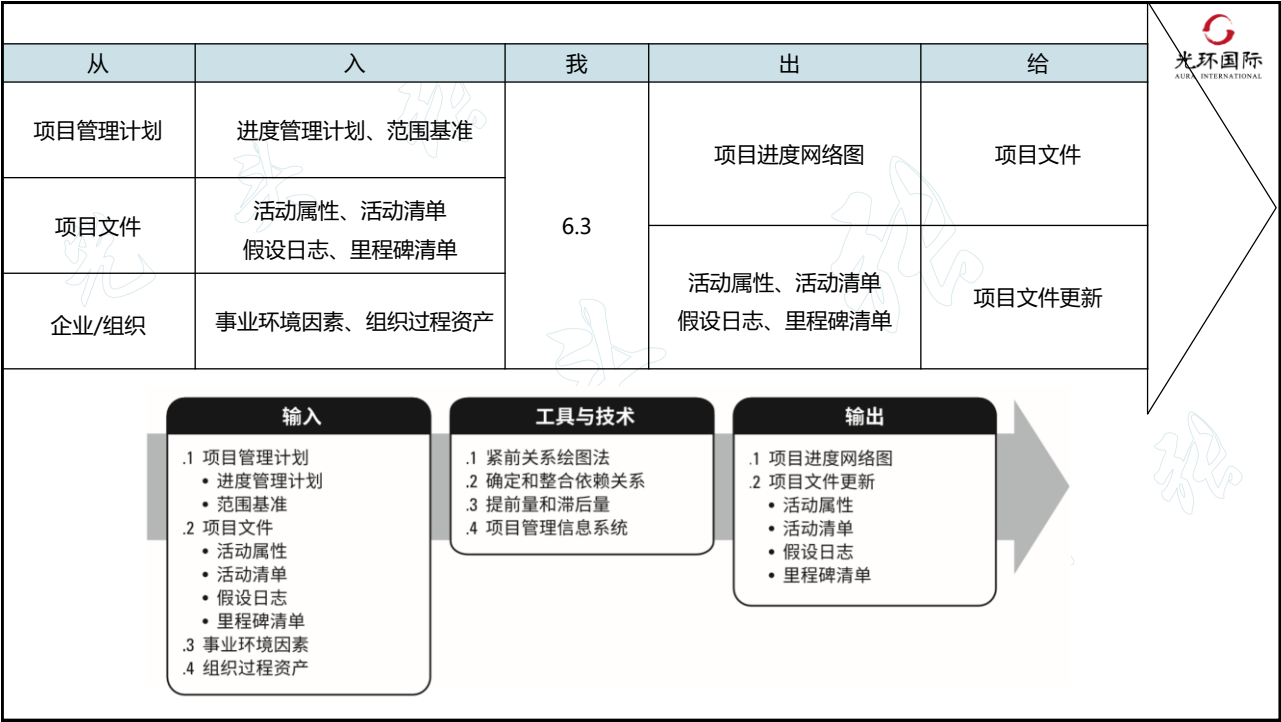 光环国际
AURA INTERNATIONAL
从 入 我 出 给
项目管理计划 进度管理计划、范围基准
项目进度网络图 项目文件
项目文件 活动属性、活动清单
假设日志、里程碑清单
6.3
活动属性、活动清单
假设日志、里程碑清单
项目文件更新
企业/组织 事业环境因素、组织过程资产
输入
.1 项目管理计划
• 进度管理计划
• 范围基准
.2 项目文件
• 活动属性
• 活动清单
• 假设日志
• 里程碑清单
.3 事业环境因素
.4 组织过程资产
工具与技术
.1 紧前关系绘图法
.2 确定和整合依赖关系
.3 提前量和滞后量
.4 项目管理信息系统
输出
.1 项目进度网络图
.2 项目文件更新
• 活动属性
• 活动清单
• 假设日志
• 里程碑清单